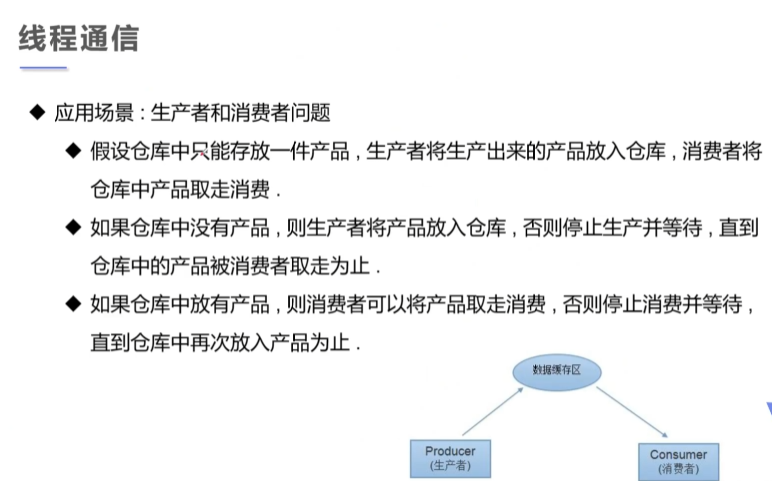 线程通信
◆ 应用场景 : 生产者和消费者问题
◆ 假设仓库中只能存放一件产品 , 生产者将生产出来的产品放入仓库 , 消费者将
仓库中产品取走消费 .
◆ 如果仓库中没有产品 , 则生产者将产品放入仓库 , 否则停止生产并等待 , 直到
仓库中的产品被消费者取走为止 .
◆ 如果仓库中放有产品 , 则消费者可以将产品取走消费 , 否则停止消费并等待 ,
直到仓库中再次放入产品为止 .
数据缓存区
Producer
(生产者)
Consumer
(消费者)